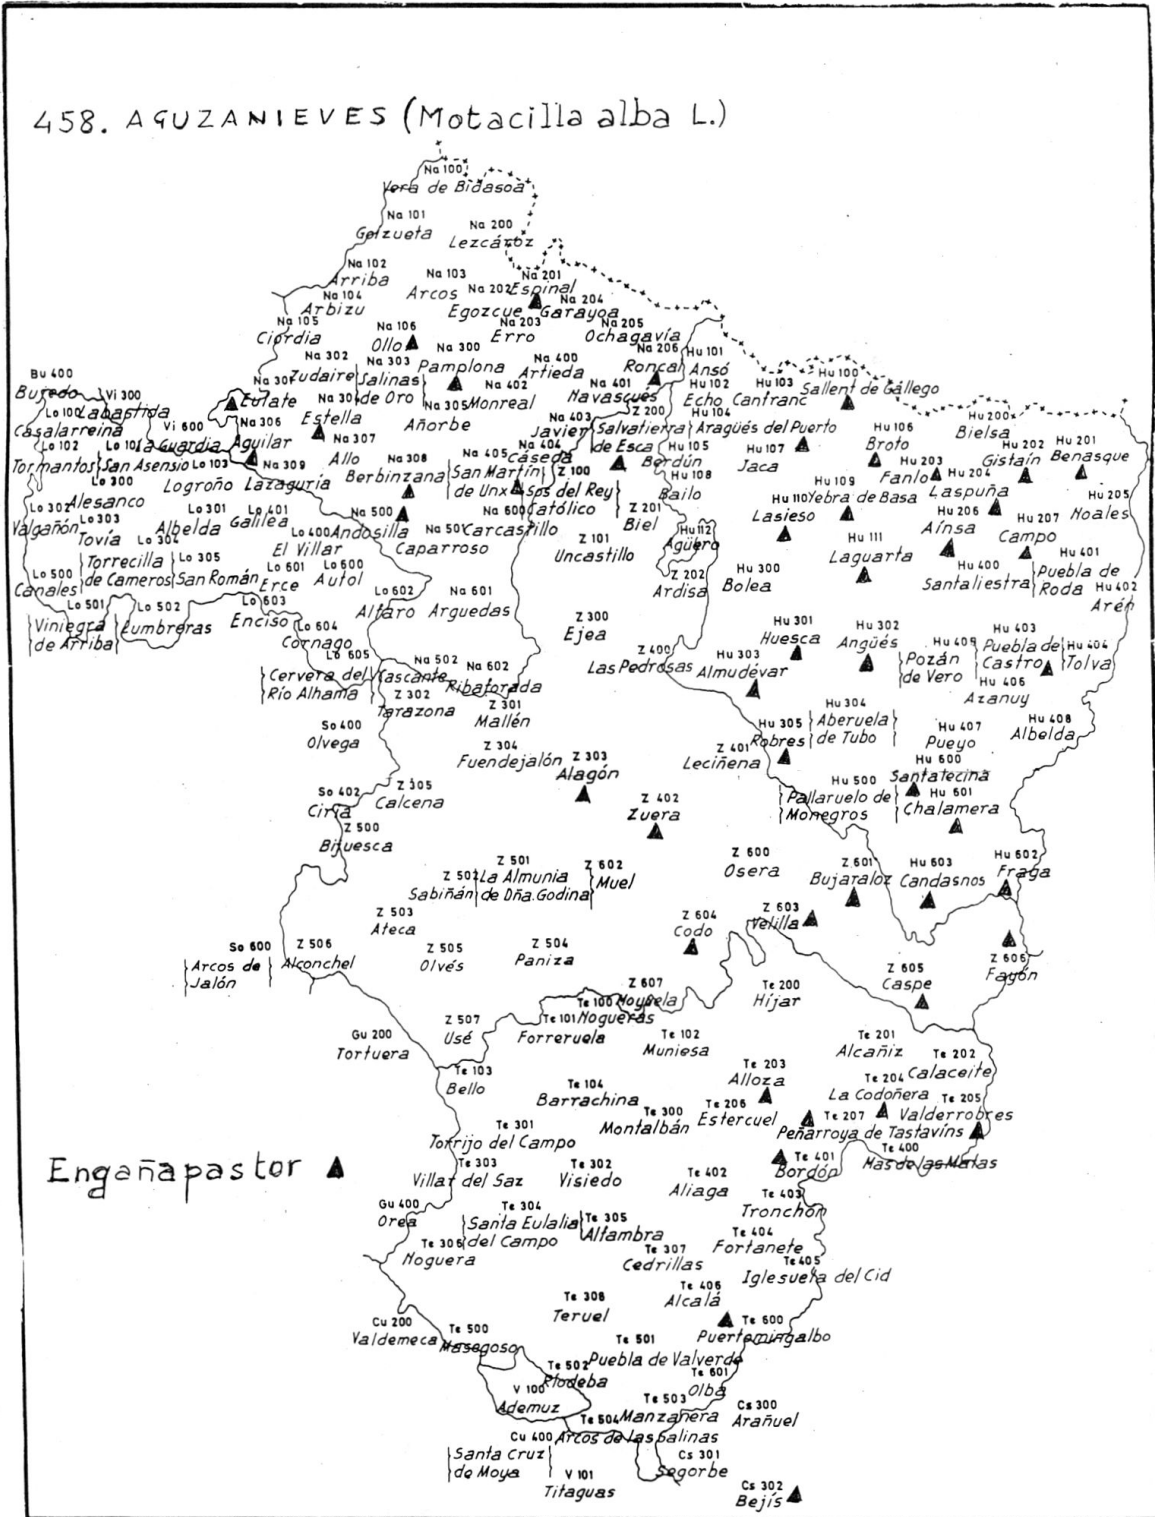 458. AGUZANIEVES (Motacilla alba L.)
Na 100
Vera de Bidasoa
Na 101
Goizueta
Na 200
Lezcároz
Na 102
Arriba
Na 103
Arcos
Na 201
Espinal
Na 202
Egozcue
Na 204
Garayoa
Na 104
Arbizu
Na 105
Ciordia
Na 106
Ollo
Na 203
Erro
Na 205
Ochagavía
Na 206
Roncal
Hu 101
Ansó
Na 302
Zudaire
Na 303
Salinas
de Oro
Na 300
Pamplona
Na 400
Artieda
Na 401
Navascués
Hu 102
Echo
Hu 103
Canfranc
Hu 100
Sallent de Gállego
Bu 400
Bujedo
Vi 300
Labastida
Na 301
Eulate
Na 304
Estella
Na 305
Añorbe
Na 402
Monreal
Na 403
Javier
Z 200
Salvatierra
de Esca
Hu 104
Aragüés del Puerto
Hu 106
Broto
Hu 200
Bielsa
Lo 100
Casalarreina
Vi 600
La Guardia
Na 306
Aguilar
Na 307
Allo
Na 308
Berbinzana
Na 405
San Martín
de Unx
Na 404
Cáseda
Z 100
Sos del Rey
Católico
Hu 105
Berdún
Hu 107
Jaca
Hu 203
Fanlo
Hu 202
Gistaín
Hu 201
Benasque
Lo 102
Tormantos
Lo 101
San Asensio
Lo 103
Logroño
Na 309
Lazaguria
Hu 108
Bailo
Hu 109
Yebra de Basa
Hu 204
Laspuña
Hu 205
Noales
Lo 300
Alesanco
Lo 302
Valgañón
Lo 303
Tovía
Lo 301
Albelda
Lo 401
Galilea
Na 500
Andosilla
Na 501
Caparroso
Na 600
Carcastillo
Z 201
Biel
Hu 110
Lasieso
Hu 206
Aínsa
Hu 207
Campo
Lo 304
Torrecilla
de Cameros
Lo 305
San Román
Lo 400
El Villar
Z 101
Uncastillo
Hu 112
Agüero
Hu 111
Laguarta
Hu 401
Puebla de
Roda
Lo 500
Canales
Lo 601
Erce
Lo 600
Autol
Lo 602
Alfaro
Na 601
Arguedas
Z 202
Ardisa
Hu 300
Bolea
Hu 400
Santaliestra
Hu 402
Arén
Lo 501
Viniegra
de Arriba
Lo 502
Lumbreras
Lo 603
Enciso
Lo 604
Cornago
Z 300
Ejea
Hu 301
Huesca
Hu 302
Angüés
Hu 403
Puebla de
Castro
Hu 404
Tolva
Lo 605
Cervera del
Río Alhama
Na 502
Cascante
Na 602
Ribaforada
Z 400
Las Pedrosas
Hu 303
Almudévar
Hu 409
Pozán
de Vero
Hu 406
Azanuy
Z 302
Tarazona
Z 301
Mallén
So 400
Olvega
Hu 304
Aberuela
de Tubo
Hu 305
Robres
Hu 407
Pueyo
Hu 408
Albelda
Z 304
Fuendejalón
Z 303
Alagón
Z 401
Leciñena
Hu 500
Pallaruelo de
Monegros
Hu 600
Santalecina
Hu 601
Chalamera
So 402
Ciria
Z 305
Calcena
Z 402
Zuera
Z 500
Bijuesca
Z 501
La Almunia
de Dña. Godina
Z 502
Sabiñán
Z 602
Muel
Z 600
Osera
Z 601
Bujaraloz
Hu 603
Candasnos
Hu 602
Fraga
Z 503
Ateca
Z 604
Codo
Z 603
Velilla
So 600
Arcos de
Jalón
Z 506
Alconchel
Z 505
Olvés
Z 504
Paniza
Z 605
Caspe
Z 606
Fayón
Z 607
Moyuela
Te 200
Híjar
Te 100
Nogueras
Te 101
Forreruela
Gu 200
Tortuera
Z 507
Usé
Te 102
Muniesa
Te 201
Alcañiz
Te 202
Calaceite
Te 103
Bello
Te 104
Barrachina
Te 203
Alloza
Te 204
La Codoñera
Te 205
Valderrobres
Te 300
Montalbán
Te 206
Estercuel
Te 207
Peñarroya de Tastavíns
Te 301
Torrijo del Campo
Te 400
Mas de las Matas
Engañapastor
Te 303
Villar del Saz
Te 302
Visiedo
Te 401
Bordón
Te 402
Aliaga
Te 403
Tronchón
Gu 400
Orea
Te 304
Santa Eulalia
del Campo
Te 305
Alfambra
Te 404
Fortanete
Te 306
Noguera
Te 307
Cedrillas
Te 405
Iglesuela del Cid
Te 308
Teruel
Te 406
Alcalá
Te 600
Puertomingalbo
Cu 200
Valdemeca
Te 500
Masegoso
Te 501
Puebla de Valverde
Te 502
Riodeba
Te 601
Olba
V 100
Ademuz
Te 503
Manzanera
Cs 300
Arañuel
Te 504
Arcos de las Salinas
Cu 400
Santa Cruz
de Moya
Cs 301
Segorbe
V 101
Titaguas
Cs 302
Bejís